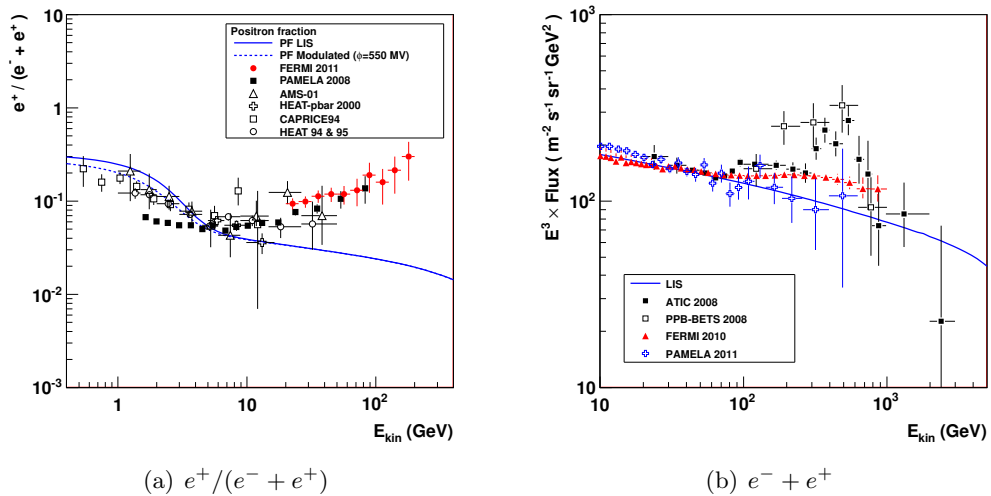 e⁺ / (e⁻ + e⁺)
1
10⁻¹
10⁻²
10⁻³
Positron fraction
PF LIS
PF Modulated (ϕ=550 MV)
FERMI 2011
PAMELA 2008
AMS-01
HEAT-pbar 2000
CAPRICE94
HEAT 94 & 95
1 10 10²
E_kin (GeV)
(a) e⁺/(e⁻ + e⁺)
E³ × Flux ( m⁻² s⁻¹ sr⁻¹ GeV²)
10³
10²
10
LIS
ATIC 2008
PPB-BETS 2008
FERMI 2010
PAMELA 2011
10 10² 10³
E_kin (GeV)
(b) e⁻ + e⁺